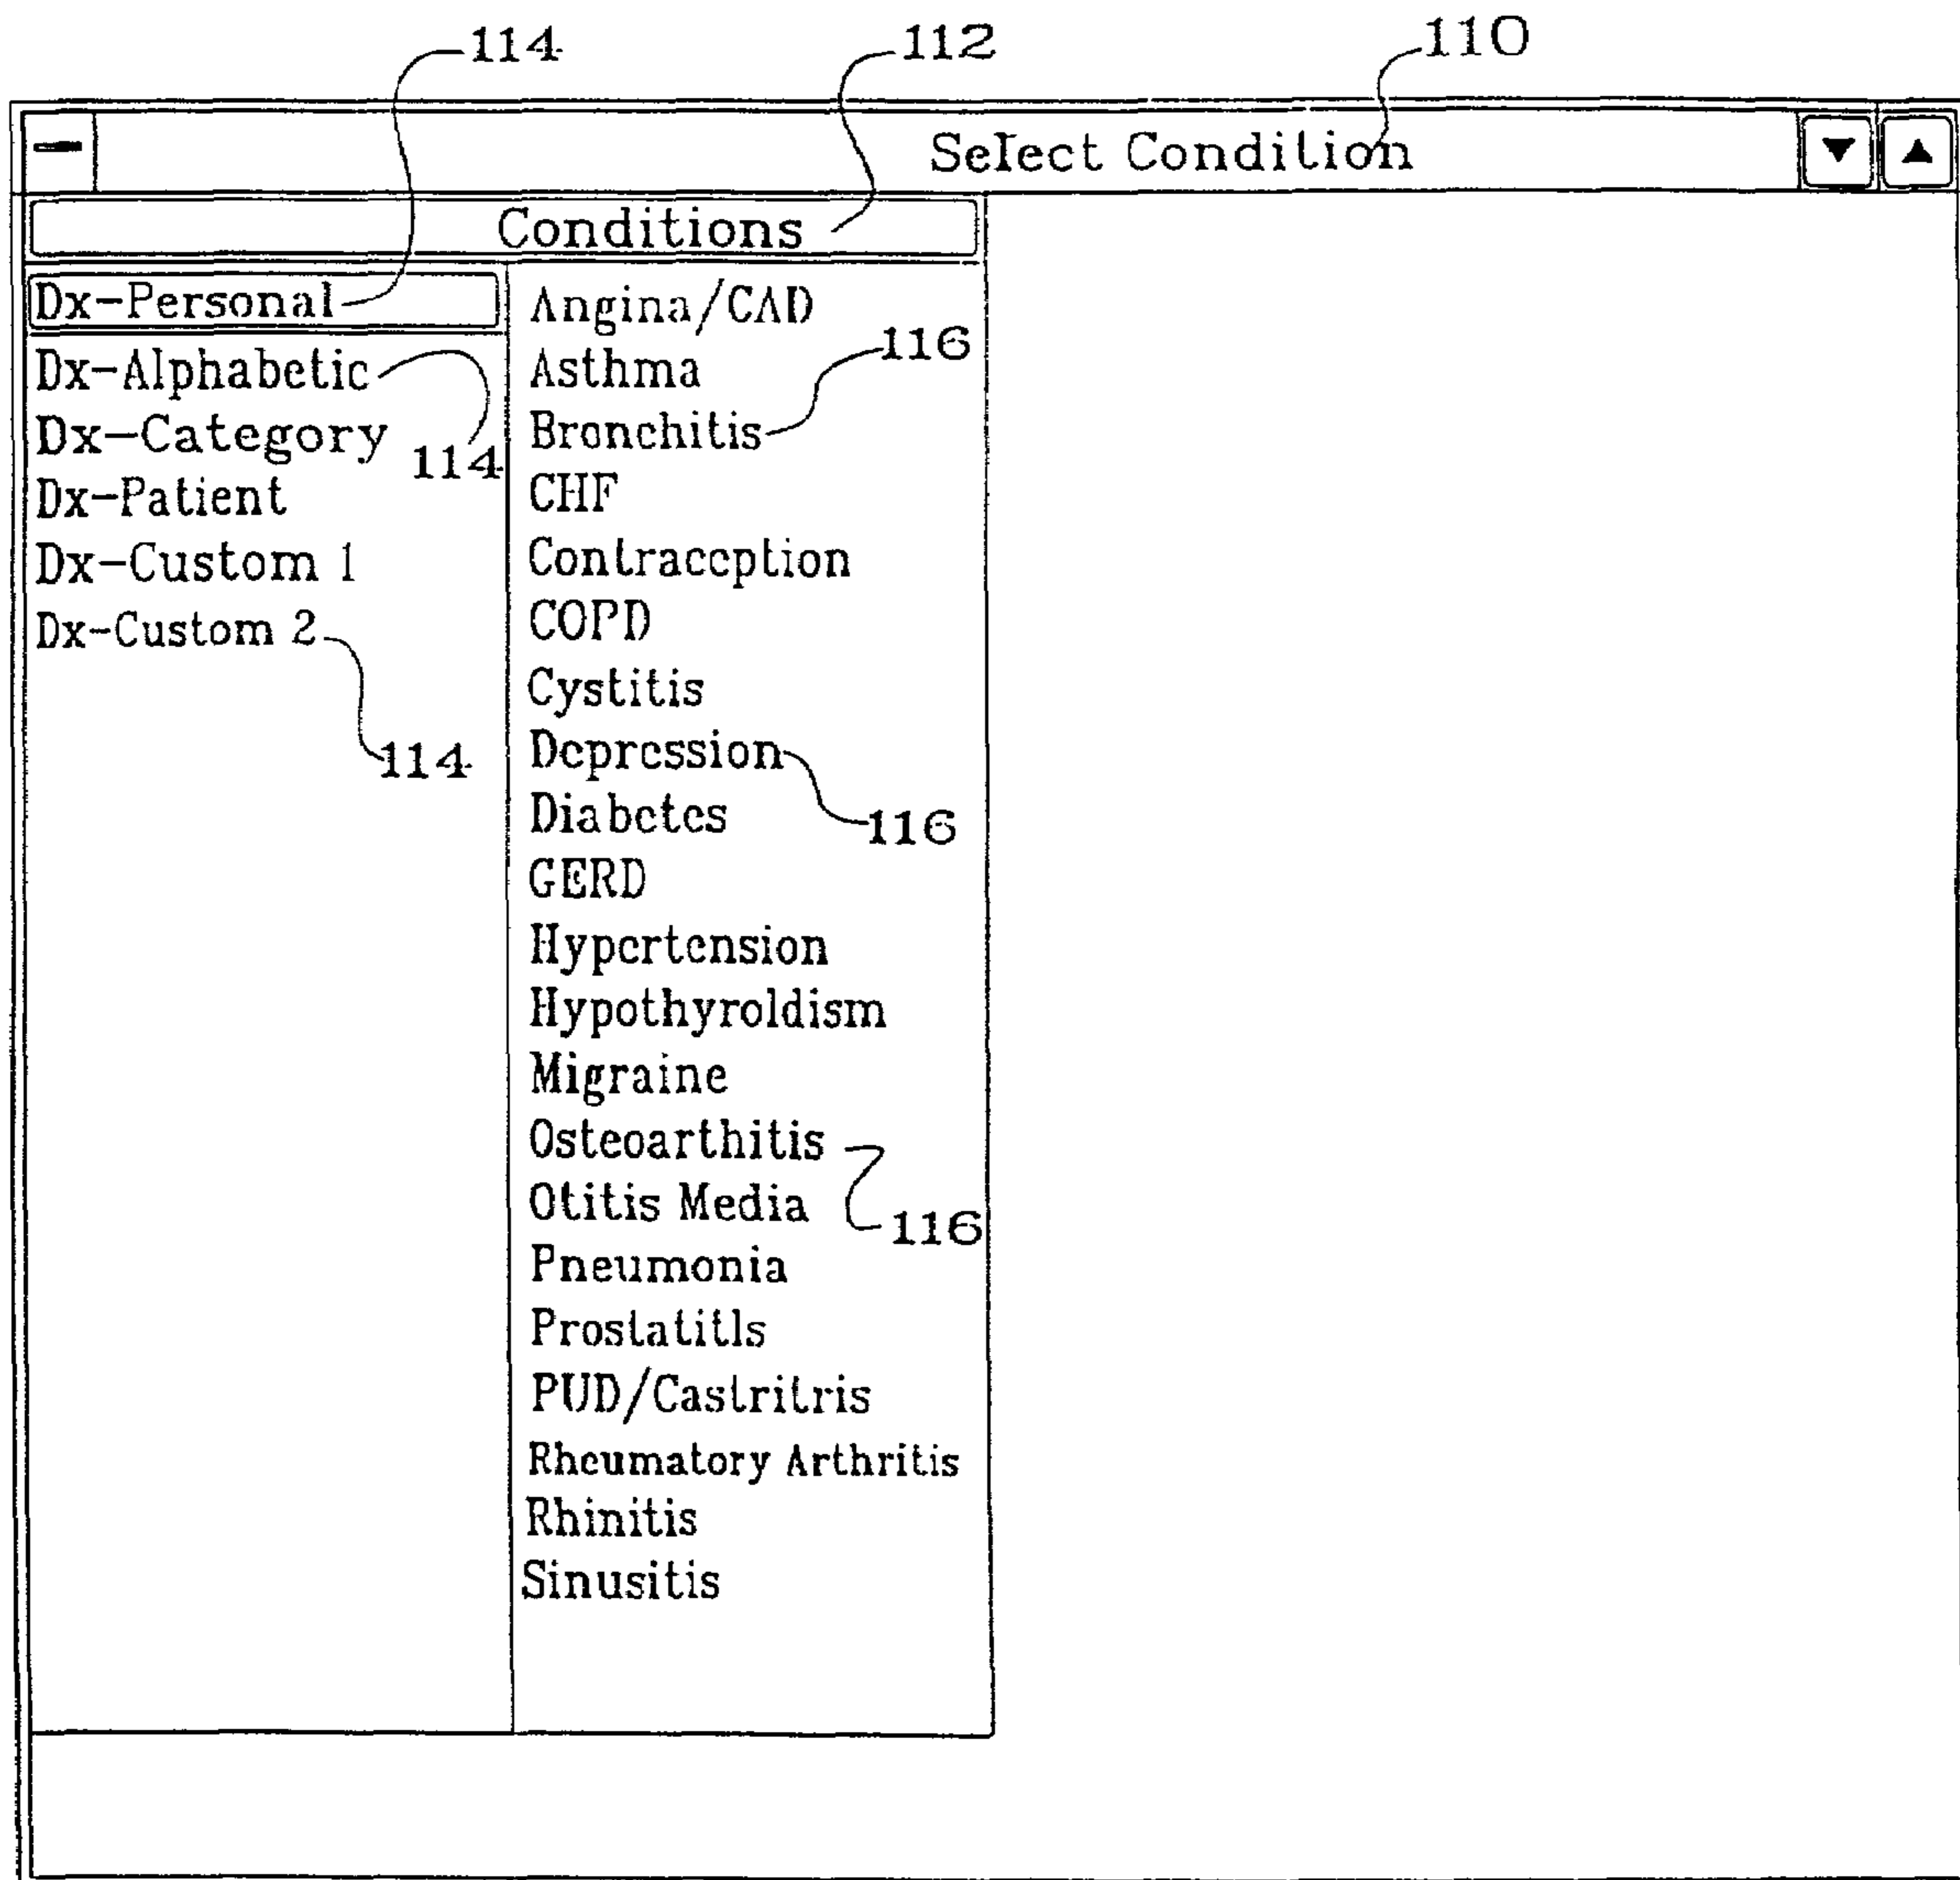 114 112 110
Select Condition
Conditions
Dx-Personal
Dx-Alphabetic
Dx-Category
114
Dx-Patient
Dx-Custom 1
Dx-Custom 2
114
Angina/CAD
116
Asthma
Bronchitis
CHF
Contraception
COPD
Cystitis
Depression
Diabetes
116
GERD
Hypertension
Hypothyroldism
Migraine
Osteoarthitis
Otitis Media
116
Pneumonia
Prostatitls
PUD/Castritris
Rheumatory Arthritis
Rhinitis
Sinusitis